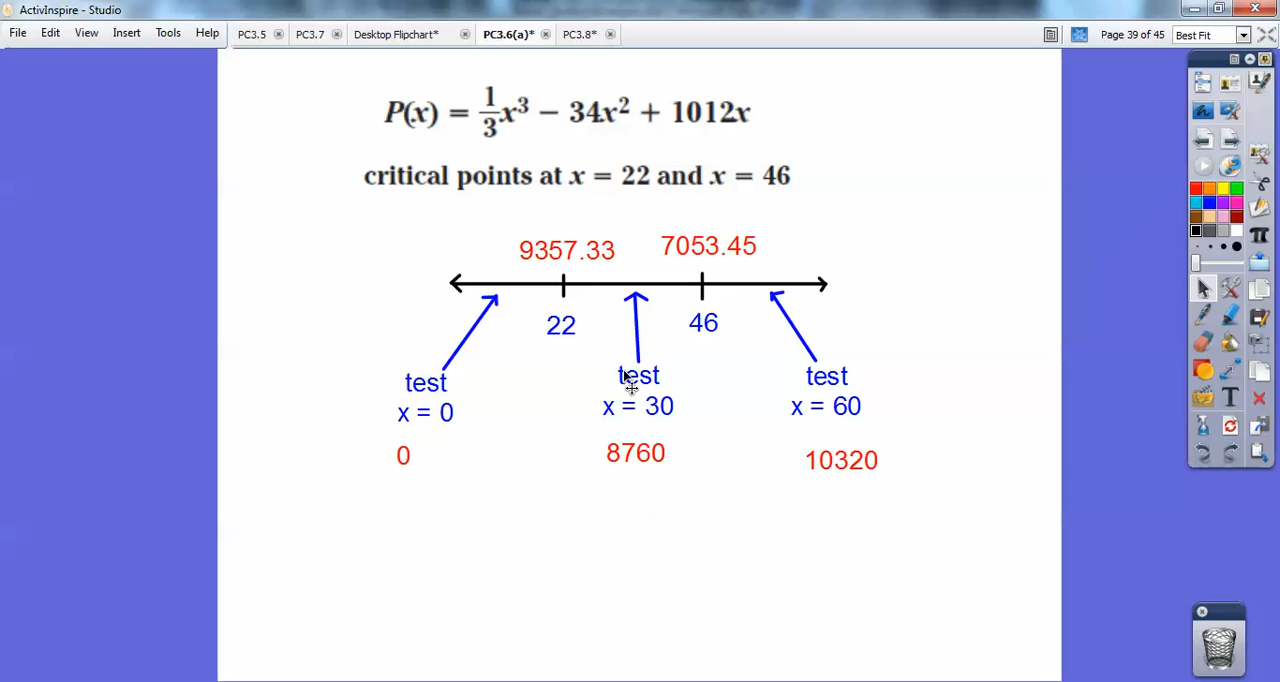 ActivInspire - Studio
File Edit View Insert Tools Help
PC3.5 PC3.7 Desktop Flipchart* PC3.6(a)* PC3.8* Page 39 of 45 Best Fit
P(x) = 1/3x³ − 34x² + 1012x
critical points at x = 22 and x = 46
9357.33 7053.45
22 46
test test test
x = 0 x = 30 x = 60
0 8760 10320